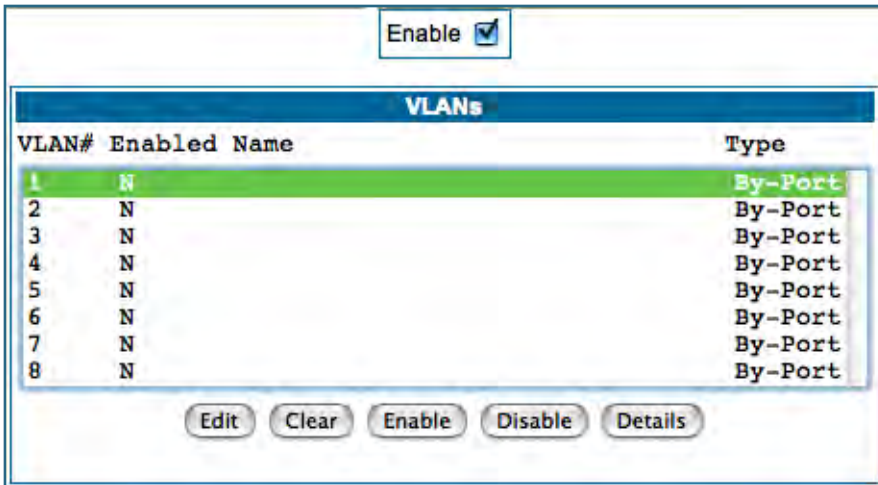 Enable
VLANs
VLAN# Enabled Name Type
1 N By-Port
2 N By-Port
3 N By-Port
4 N By-Port
5 N By-Port
6 N By-Port
7 N By-Port
8 N By-Port
Edit Clear Enable Disable Details